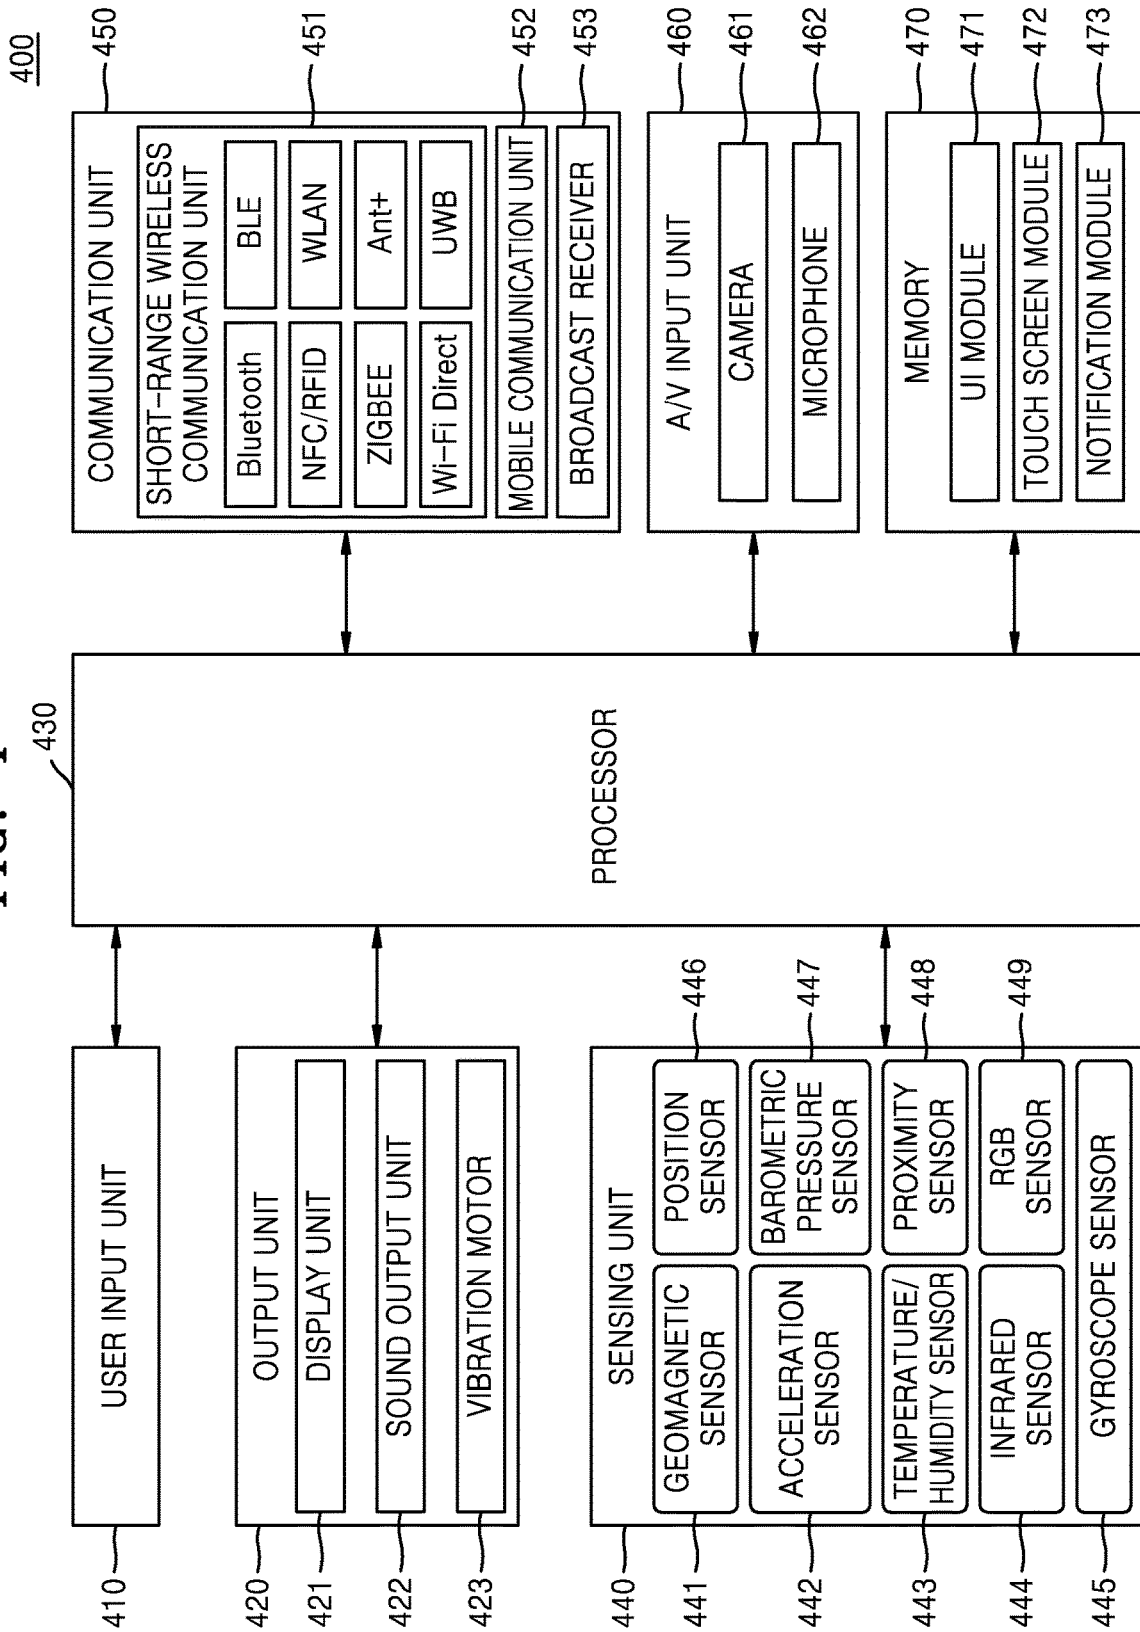 400
410
USER INPUT UNIT
420
OUTPUT UNIT
421
DISPLAY UNIT
422
SOUND OUTPUT UNIT
423
VIBRATION MOTOR
440
SENSING UNIT
441
GEOMAGNETIC
SENSOR
POSITION
SENSOR
446
442
ACCELERATION
SENSOR
BAROMETRIC
PRESSURE
SENSOR
447
443
TEMPERATURE/
HUMIDITY SENSOR
PROXIMITY
SENSOR
448
444
INFRARED
SENSOR
RGB
SENSOR
449
445
GYROSCOPE SENSOR
430
PROCESSOR
450
COMMUNICATION UNIT
451
SHORT-RANGE WIRELESS
COMMUNICATION UNIT
Bluetooth
BLE
NFC/RFID
WLAN
ZIGBEE
Ant+
Wi-Fi Direct
UWB
MOBILE COMMUNICATION UNIT
452
BROADCAST RECEIVER
453
460
A/V INPUT UNIT
CAMERA
461
MICROPHONE
462
470
MEMORY
UI MODULE
471
TOUCH SCREEN MODULE
472
NOTIFICATION MODULE
473